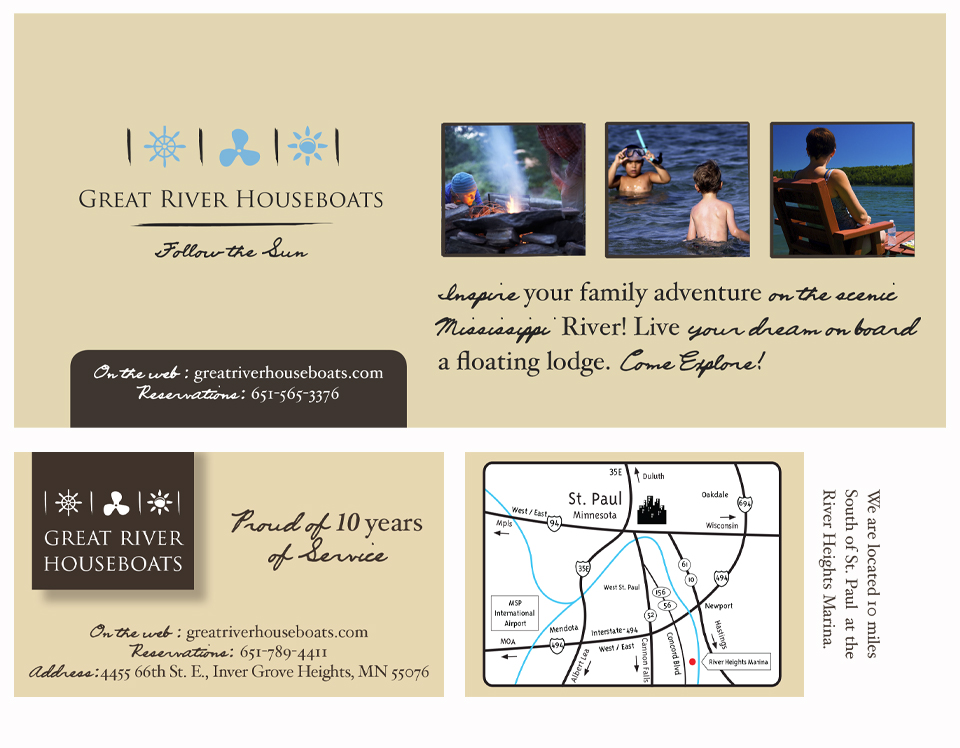 GREAT RIVER HOUSEBOATS
Follow the Sun
On the web : greatriverhouseboats.com
Reservations: 651-565-3376
Inspire your family adventure on the scenic
Mississippi River! Live your dream on board
a floating lodge. Come Explore!
GREAT RIVER
HOUSEBOATS
Proud of 10 years
of Service
On the web : greatriverhouseboats.com
Reservations: 651-789-4411
Address: 4455 66th St. E., Inver Grove Heights, MN 55076
35E
Duluth
St. Paul
Minnesota
Oakdale
694
West / East
94
Mpls
Wisconsin
35E
61
10
494
West St. Paul
156
56
52
Newport
MSP
International
Airport
Mendota
Interstate-494
MOA
494
West / East
Hastings
Albert Lea
Cannon Falls
Concord Blvd
River Heights Marina
We are located 10 miles
South of St. Paul at the
River Heights Marina.